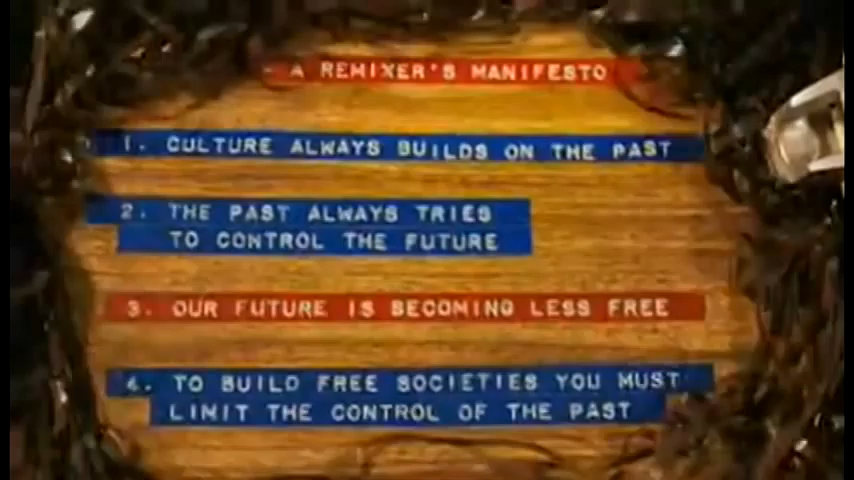 A REMIXER'S MANIFESTO
1. CULTURE ALWAYS BUILDS ON THE PAST
2. THE PAST ALWAYS TRIES
TO CONTROL THE FUTURE
3. OUR FUTURE IS BECOMING LESS FREE
4. TO BUILD FREE SOCIETIES YOU MUST
LIMIT THE CONTROL OF THE PAST